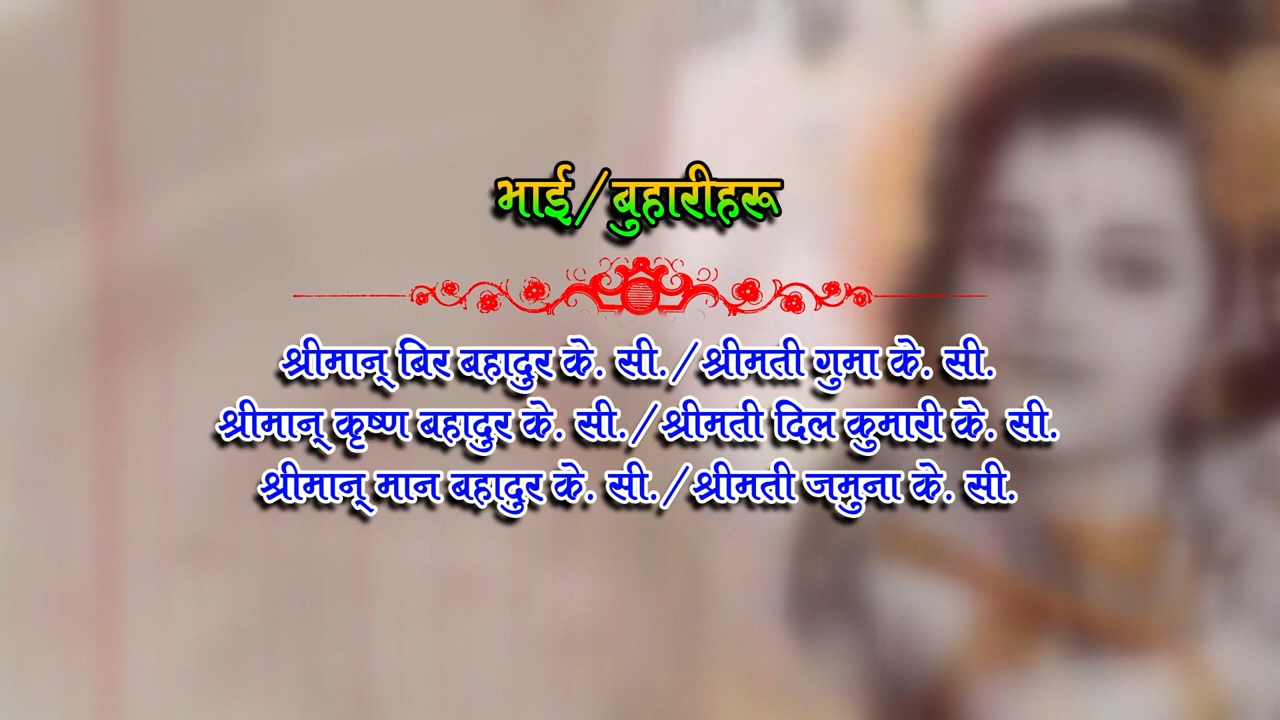 भाई/बुहारीहरू
श्रीमान् बिर बहादुर के. सी./श्रीमती गुमा के. सी.
श्रीमान् कृष्ण बहादुर के. सी./श्रीमती दिल कुमारी के. सी.
श्रीमान् मान बहादुर के. सी./श्रीमती जमुना के. सी.